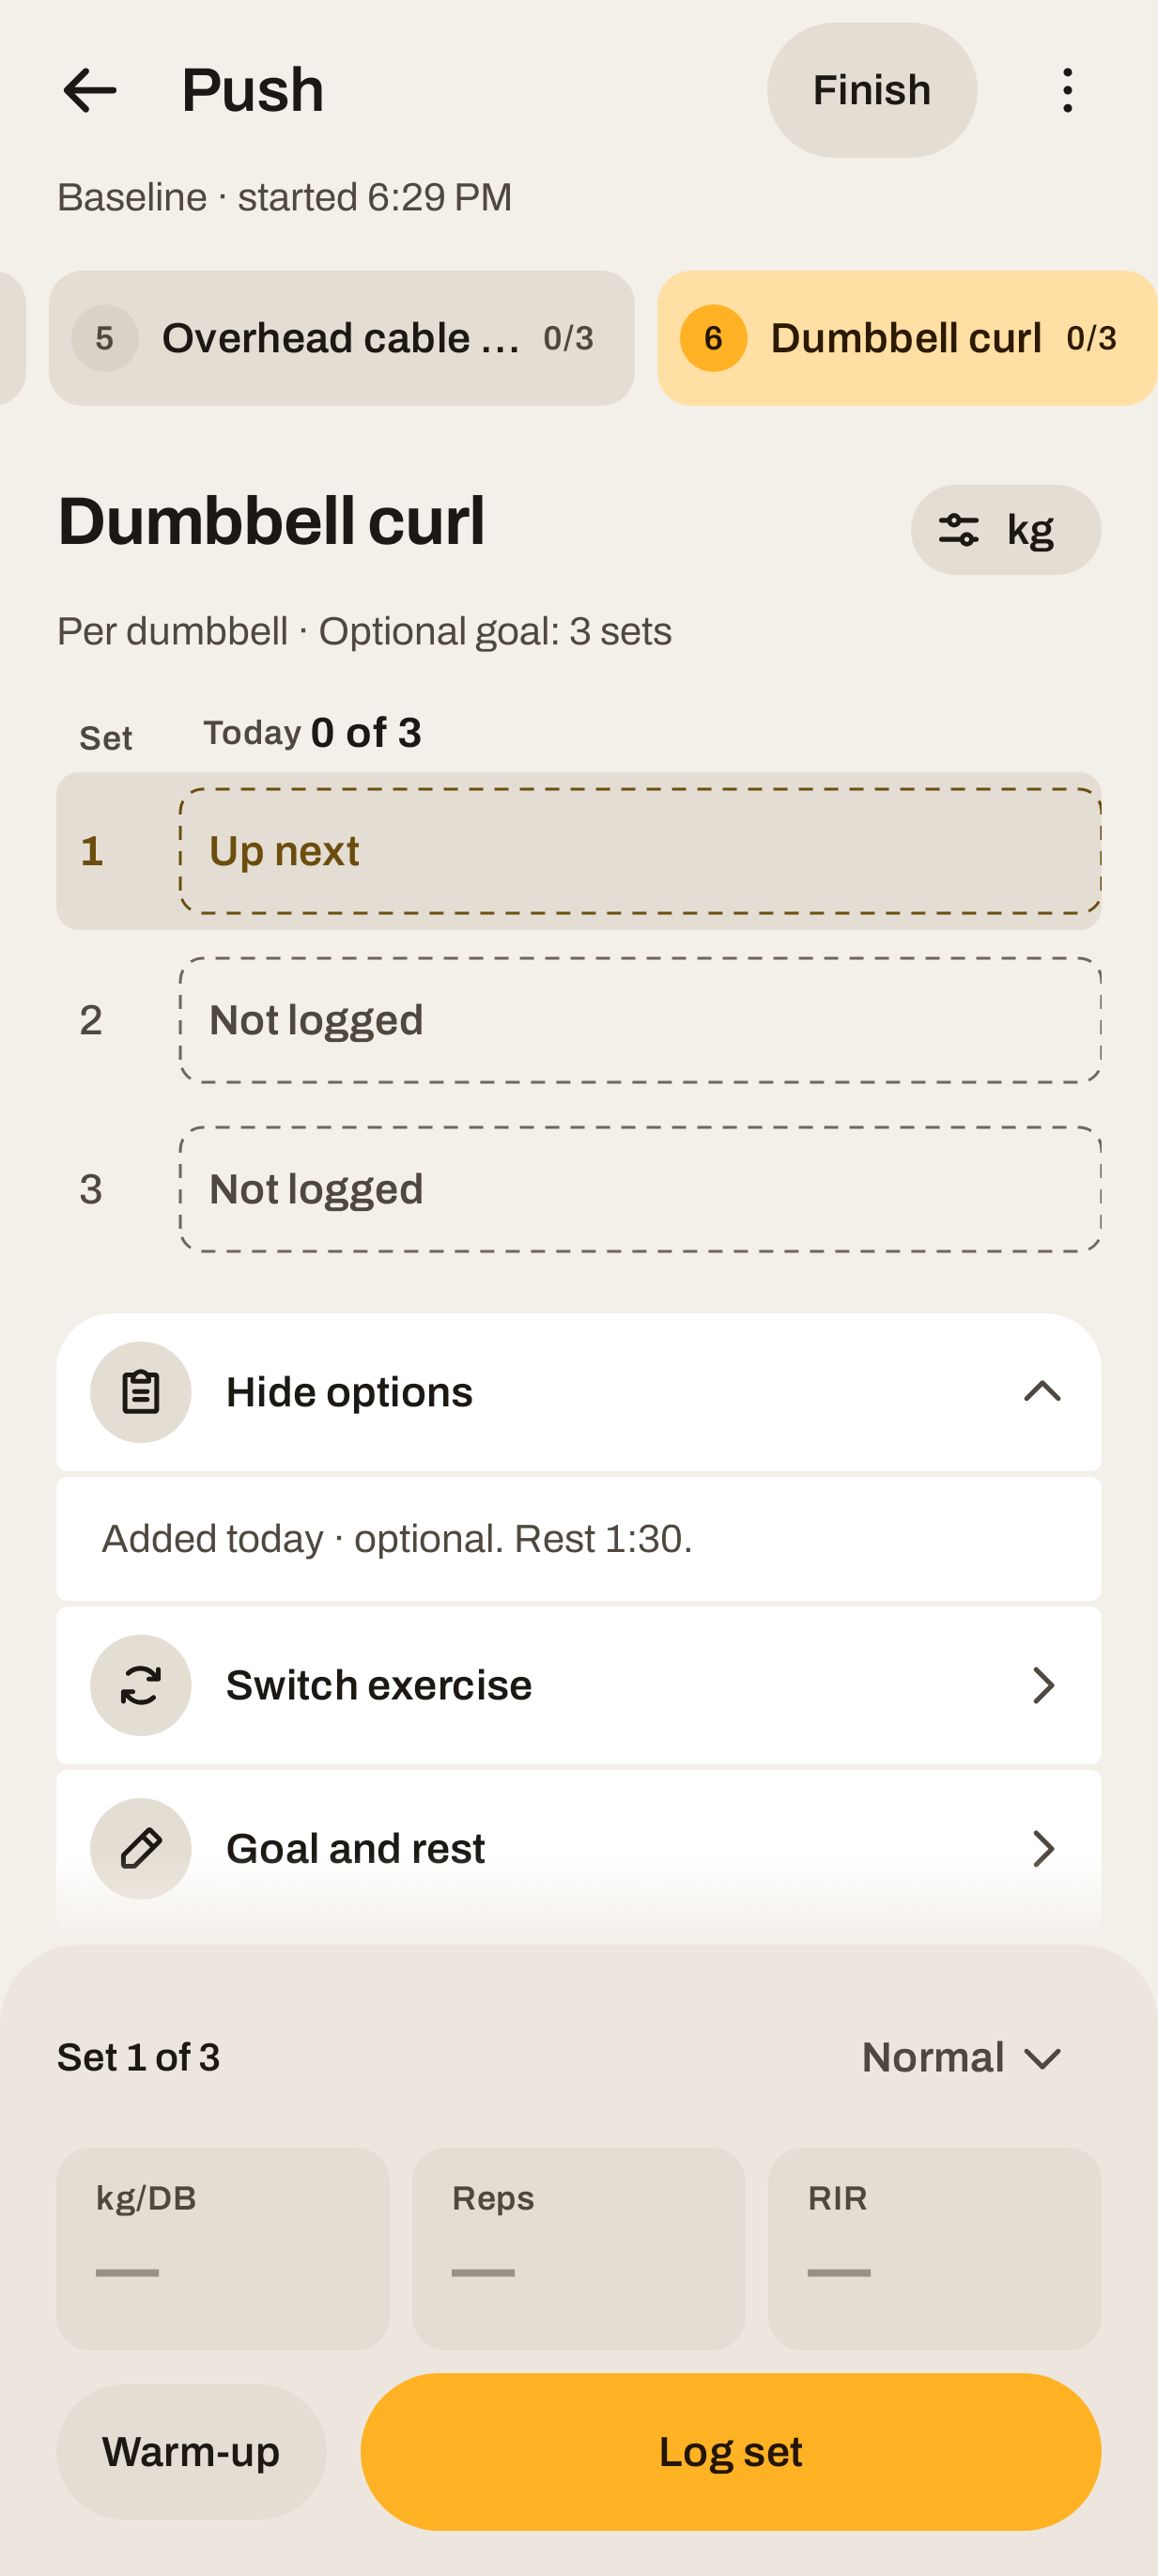 Push
Finish
Baseline · started 6:29 PM
5 Overhead cable ... 0/3
6 Dumbbell curl 0/3
Dumbbell curl
kg
Per dumbbell · Optional goal: 3 sets
Set Today 0 of 3
1 Up next
2 Not logged
3 Not logged
Hide options
Added today · optional. Rest 1:30.
Switch exercise
Goal and rest
Set 1 of 3
Normal
kg/DB Reps RIR
— — —
Warm-up
Log set